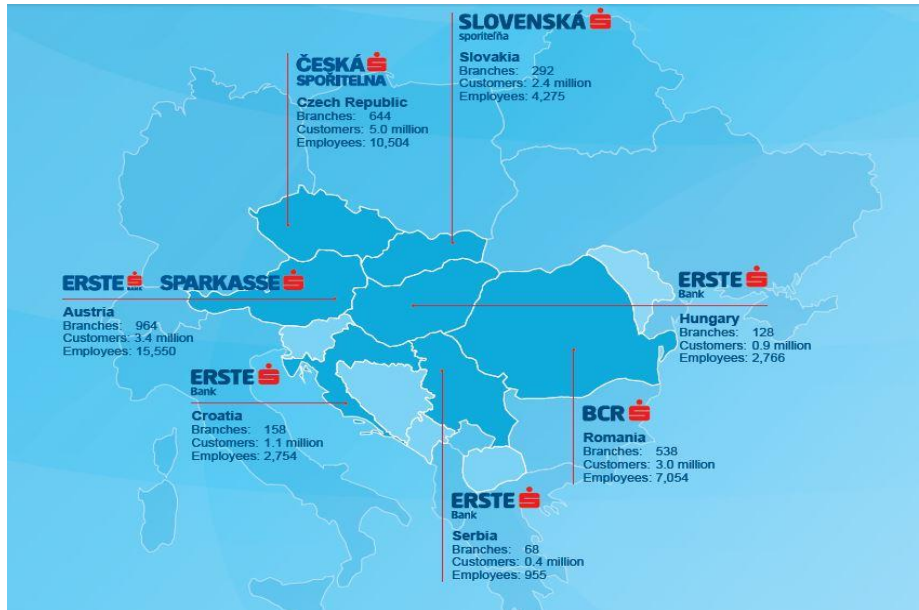 SLOVENSKÁ
sporiteľňa
Slovakia
Branches: 292
Customers: 2.4 million
Employees: 4,275
ČESKÁ
SPOŘITELNA
Czech Republic
Branches: 644
Customers: 5.0 million
Employees: 10,504
ERSTE SPARKASSE
Austria
Branches: 964
Customers: 3.4 million
Employees: 15,550
ERSTE
Bank
Hungary
Branches: 128
Customers: 0.9 million
Employees: 2,766
ERSTE
Bank
Croatia
Branches: 158
Customers: 1.1 million
Employees: 2,754
BCR
Romania
Branches: 538
Customers: 3.0 million
Employees: 7,054
ERSTE
Bank
Serbia
Branches: 68
Customers: 0.4 million
Employees: 955